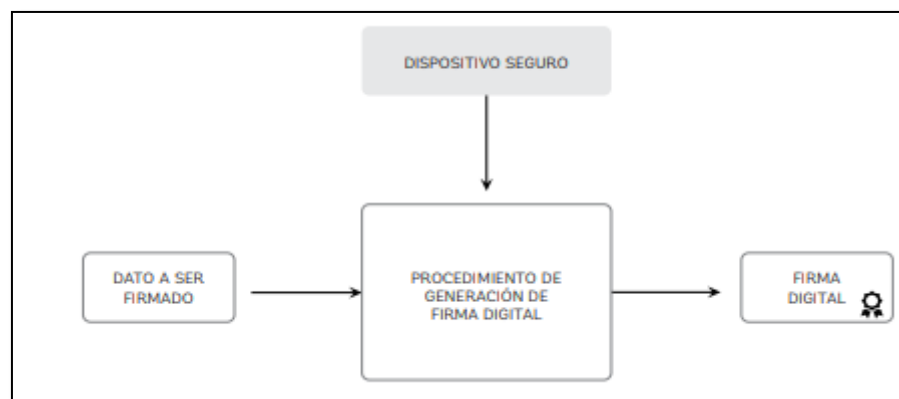 DISPOSITIVO SEGURO
DATO A SER
FIRMADO
PROCEDIMIENTO DE
GENERACIÓN DE
FIRMA DIGITAL
FIRMA
DIGITAL